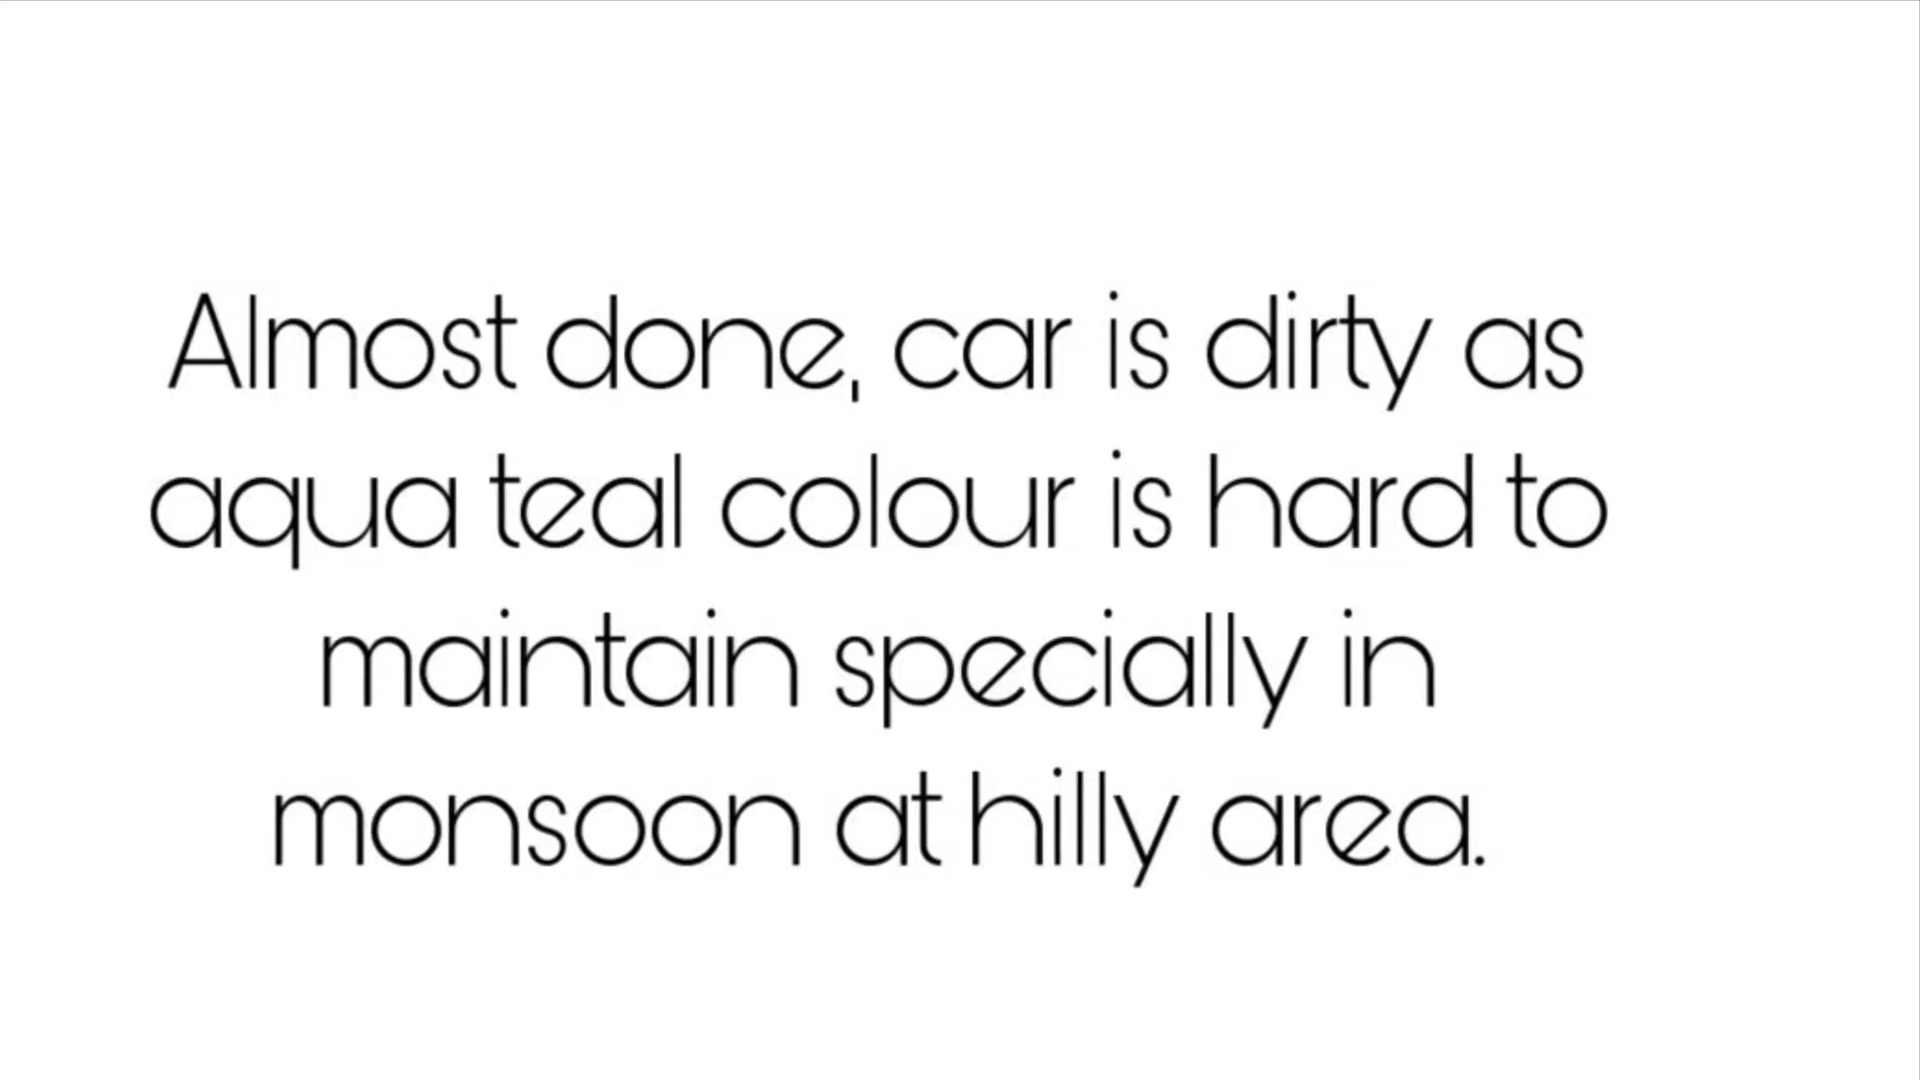 Almost done, car is dirty as
aqua teal colour is hard to
maintain specially in
monsoon at hilly area.